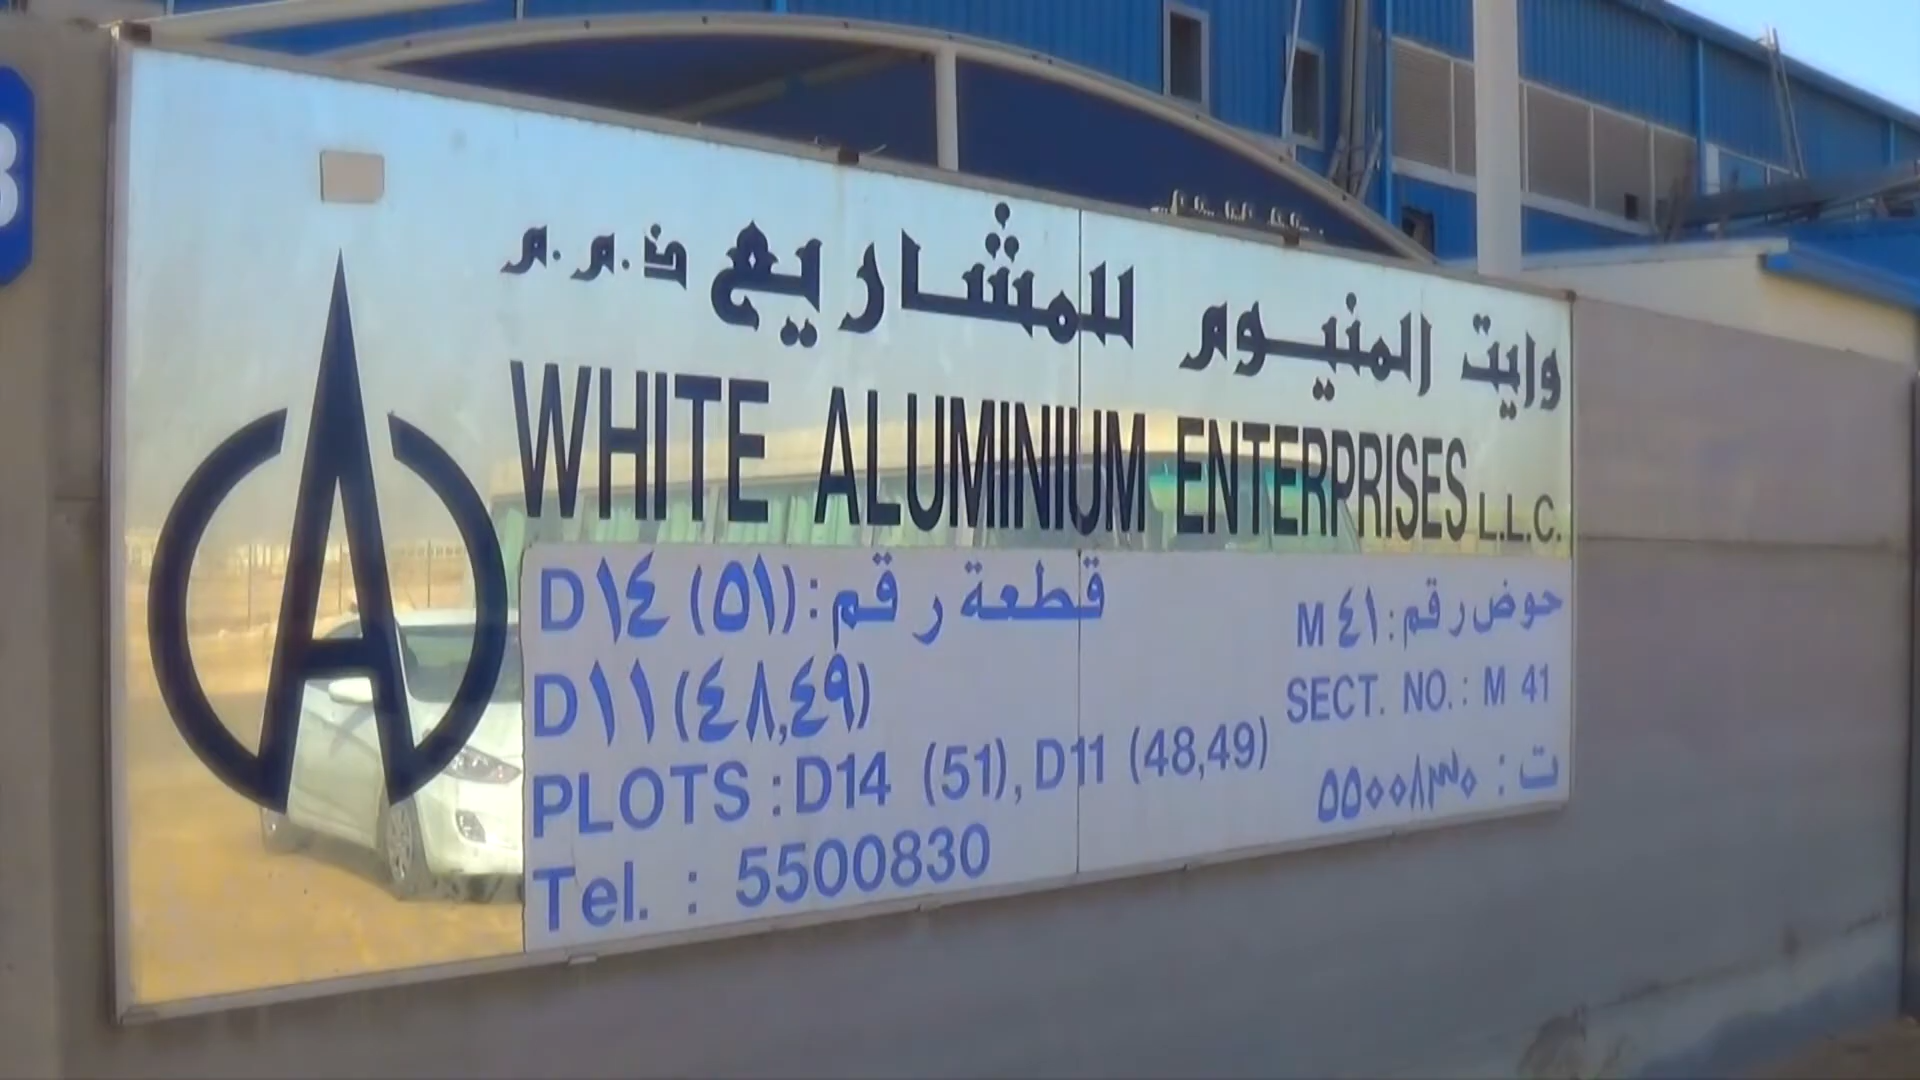 وايت المنيوم للمشاريع ذ.م.م
WHITE ALUMINIUM ENTERPRISES L.L.C.
قطعة رقم: D١٤ (٥١)
D١١ (٤٨,٤٩)
PLOTS : D14 (51), D11 (48,49)
Tel. : 5500830
حوض رقم: M ٤١
SECT. NO. : M 41
ت : ٥٥٠٠٨٣٠